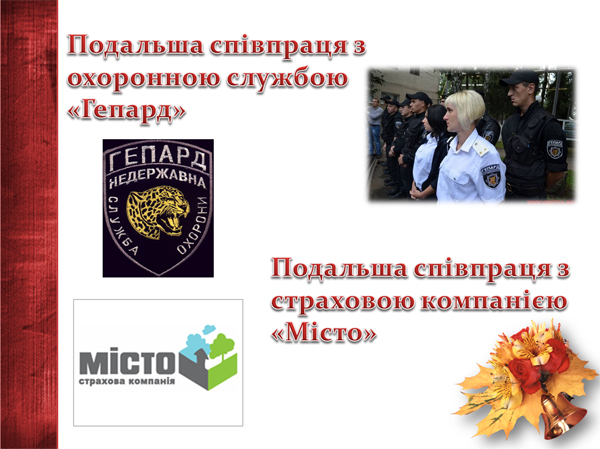 Подальша співпраця з
охоронною службою
«Гепард»
ГЕПАРД
НЕДЕРЖАВНА
СЛУЖБА
ОХОРОНИ
Подальша співпраця з
страховою компанією
«Місто»
місто
страхова компанія